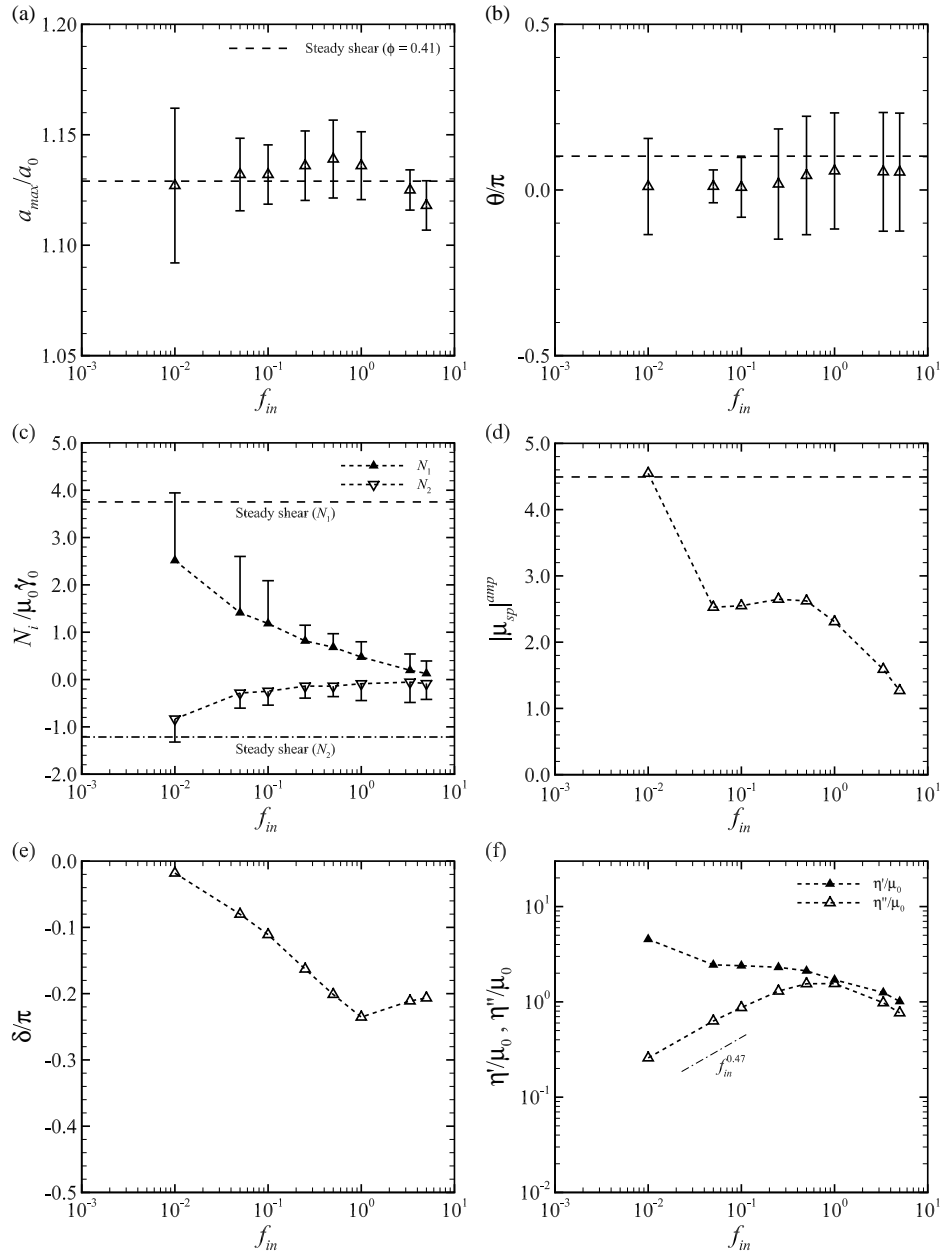 (a)
1.20
1.15
1.10
1.05
a_max/a_0
Steady shear (ϕ = 0.41)
10^-3 10^-2 10^-1 10^0 10^1
f_in
(b)
0.5
0.0
-0.5
θ/π
10^-3 10^-2 10^-1 10^0 10^1
f_in
(c)
5.0
4.0
3.0
2.0
1.0
0.0
-1.0
-2.0
N_i/μ_0γ̇_0
N_1
N_2
Steady shear (N_1)
Steady shear (N_2)
10^-3 10^-2 10^-1 10^0 10^1
f_in
(d)
5.0
4.0
3.0
2.0
1.0
0.0
|μ_sp|^amp
10^-3 10^-2 10^-1 10^0 10^1
f_in
(e)
0.0
-0.1
-0.2
-0.3
-0.4
-0.5
δ/π
10^-3 10^-2 10^-1 10^0 10^1
f_in
(f)
10^1
10^0
10^-1
10^-2
η'/μ_0 , η''/μ_0
η'/μ_0
η''/μ_0
f_in^0.47
10^-3 10^-2 10^-1 10^0 10^1
f_in